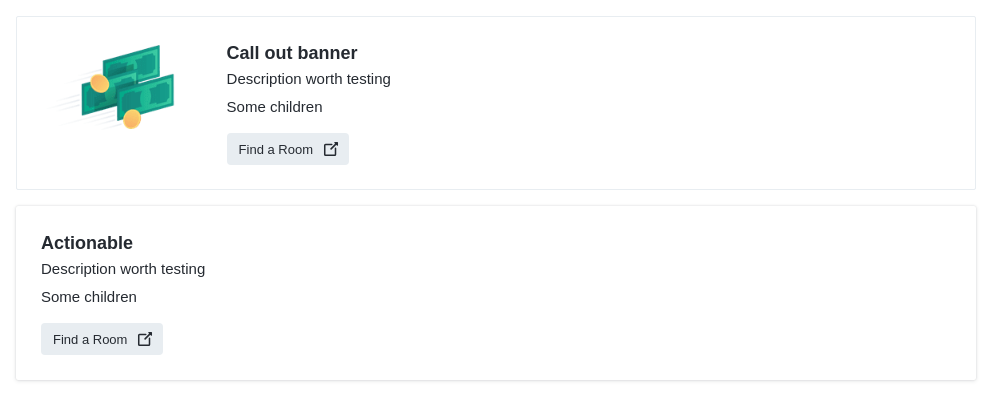 Call out banner
Description worth testing
Some children
Find a Room
Actionable
Description worth testing
Some children
Find a Room